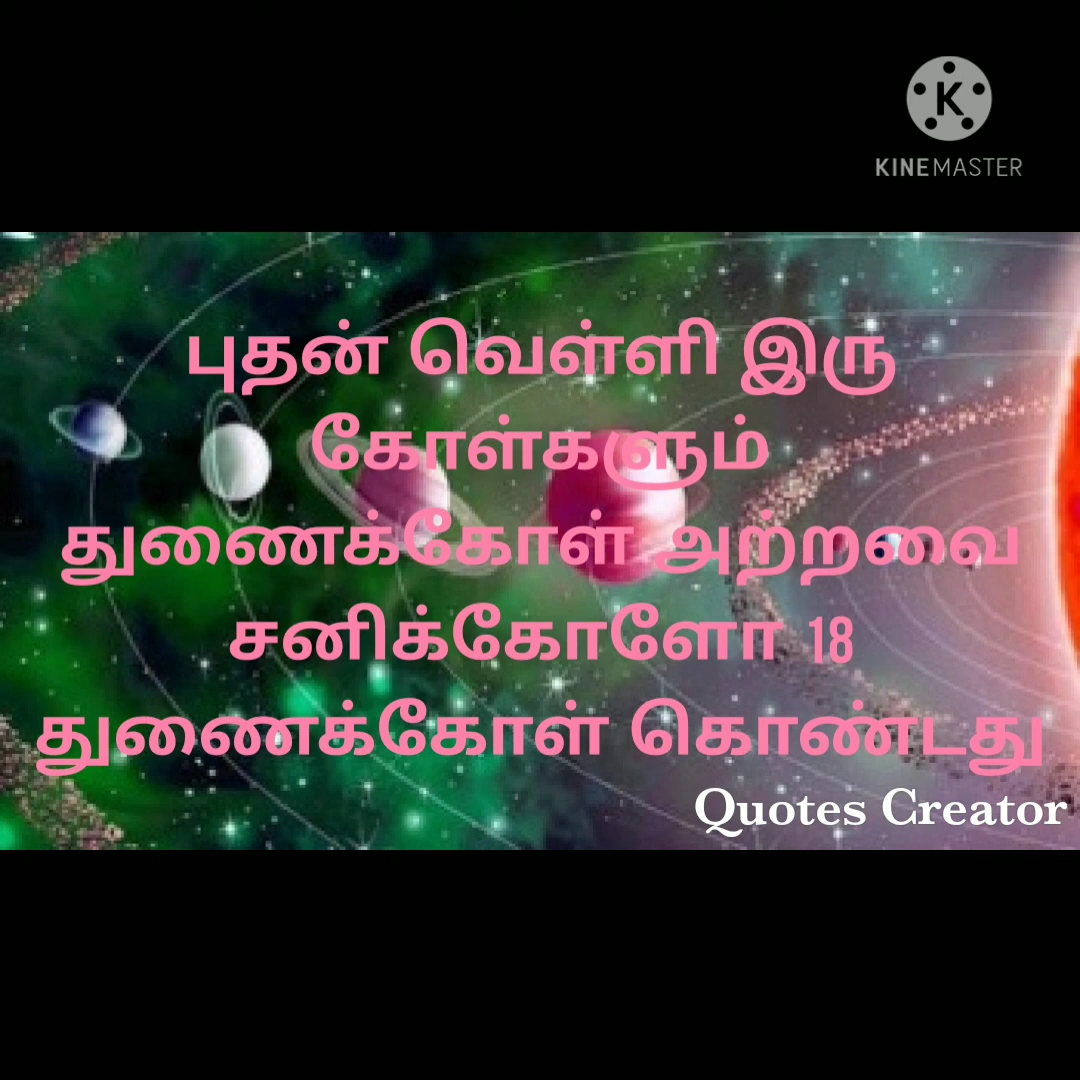 K
KINEMASTER
புதன் வெள்ளி இரு
கோள்களும்
துணைக்கோள் அற்றவை
சனிக்கோளோ 18
துணைக்கோள் கொண்டது
Quotes Creator